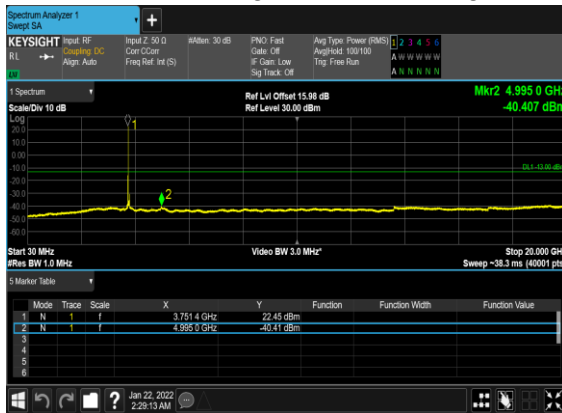 Spectrum Analyzer 1
Swept SA
KEYSIGHT Input: RF Input Z: 50 Ω #Atten: 30 dB PNO: Fast Avg Type: Power (RMS) 1 2 3 4 5 6
RL Coupling: DC Corr CCorr Gate: Off Avg|Hold: 100/100 A W W W W W
Align: Auto Freq Ref: Int (S) IF Gain: Low Trig: Free Run
Sig Track: Off A N N N N N
1 Spectrum Ref Lvl Offset 15.98 dB Mkr2 4.995 0 GHz
Scale/Div 10 dB Ref Level 30.00 dBm -40.407 dBm
Log
20.0
10.0
0.00
-10.0
-20.0
-30.0
-40.0
-50.0
-60.0
1
2
DL1 -13.00 dBm
Start 30 MHz Video BW 3.0 MHz* Stop 20.000 GHz
#Res BW 1.0 MHz Sweep ~38.3 ms (40001 pts)
5 Marker Table
Mode Trace Scale X Y Function Function Width Function Value
1 N 1 f 3.751 4 GHz 22.45 dBm
2 N 1 f 4.995 0 GHz -40.41 dBm
3
4
5
6
Jan 22, 2022
2:29:13 AM